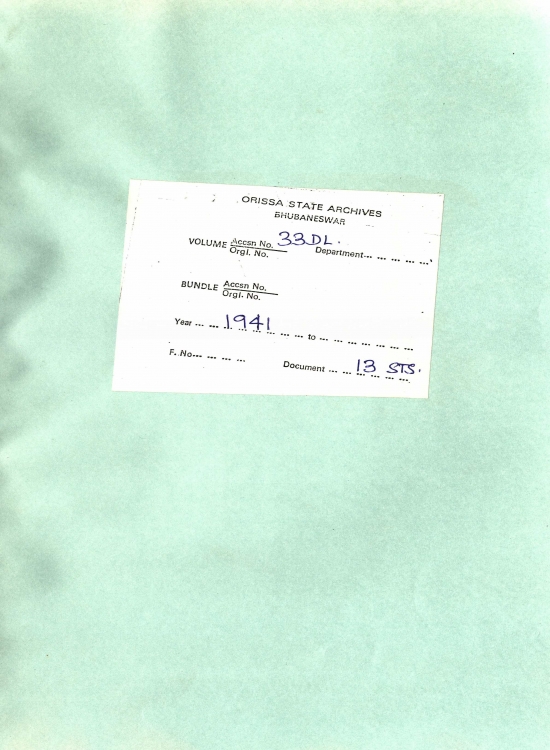 ORISSA STATE ARCHIVES
BHUBANESWAR
VOLUME Accsn No. 33DL.
Orgl. No. Department... ... ... ... ...
BUNDLE Accsn No.
Orgl. No.
Year ... ... 1941 ... ... to ... ... ... ... ... ... ...
F. No... ... ... ... Document ... ... 13 STS.